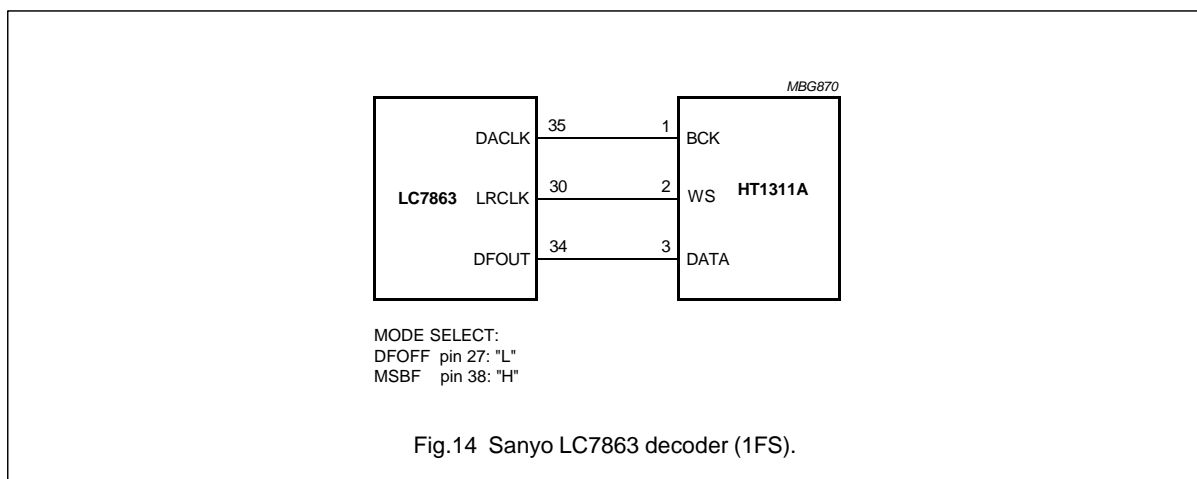 MBG870
DACLK 35 1 BCK
LC7863 LRCLK 30 2 WS HT1311A
DFOUT 34 3 DATA
MODE SELECT:
DFOFF pin 27: "L"
MSBF pin 38: "H"
Fig.14 Sanyo LC7863 decoder (1FS).